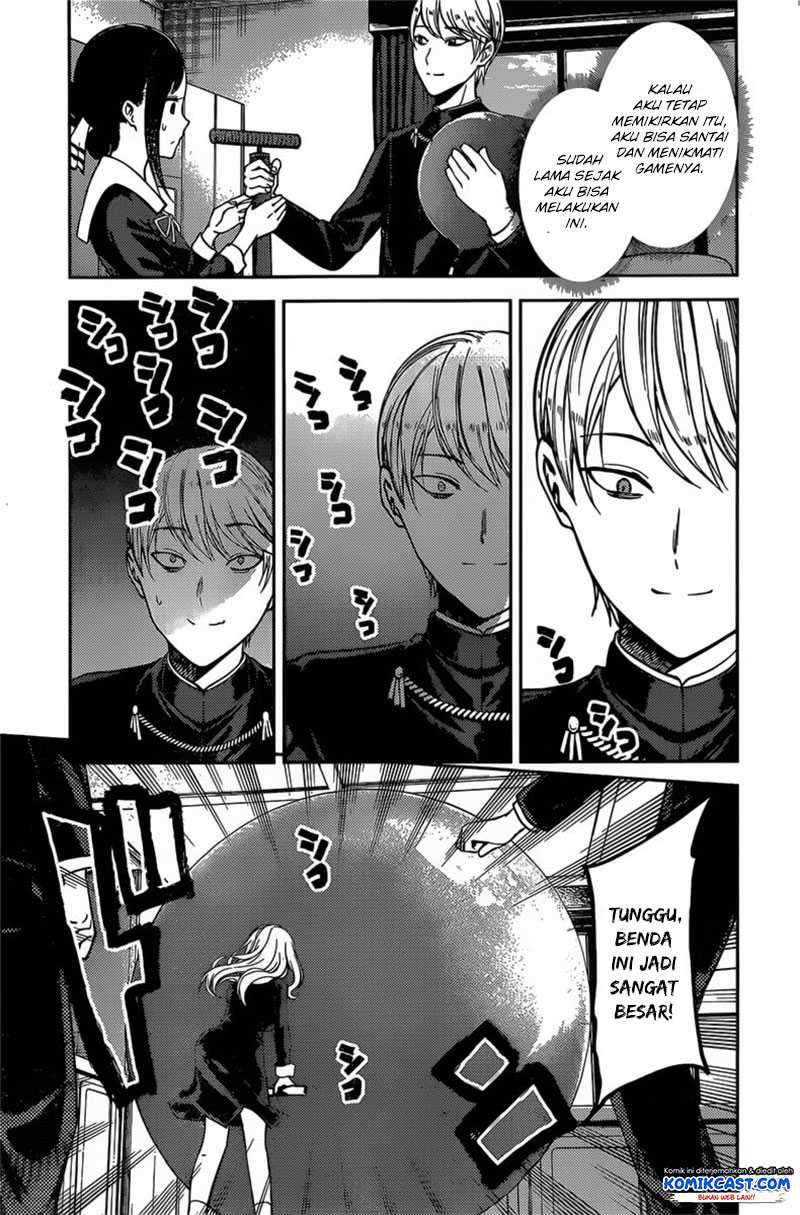 KALAU
AKU TETAP
MEMIKIRKAN ITU,
AKU BISA SANTAI
DAN MENIKMATI
GAMENYA.
SUDAH
LAMA SEJAK
AKU BISA
MELAKUKAN
INI.
シコ
シコ
シコ
シコ
シコ
シコ
シコ
シコ
シコ
シコ
シコ
シコ
シコ
TUNGGU,
BENDA
INI JADI
SANGAT
BESAR!
シコ
シコ
Komik ini diterjemahkan & diedit oleh
KOMIKCAST.COM
BUKAN WEB LAIN!!